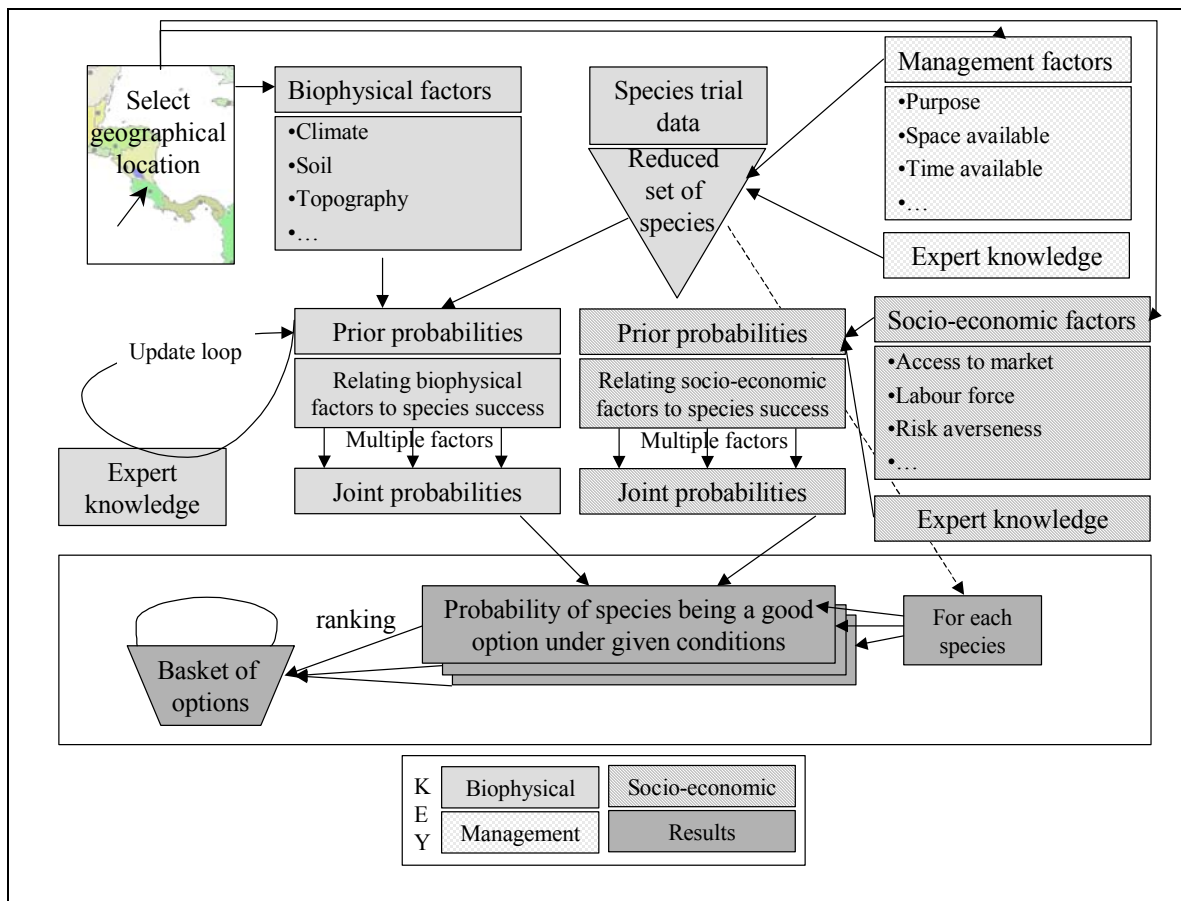 Select
geographical
location
Biophysical factors
•Climate
•Soil
•Topography
•…
Species trial
data
Reduced
set of
species
Management factors
•Purpose
•Space available
•Time available
•…
Expert knowledge
Prior probabilities
Relating biophysical
factors to species success
Multiple factors
Joint probabilities
Update loop
Expert
knowledge
Prior probabilities
Relating socio-economic
factors to species success
Multiple factors
Joint probabilities
Socio-economic factors
•Access to market
•Labour force
•Risk averseness
•…
Expert knowledge
ranking
Probability of species being a good
option under given conditions
For each
species
Basket of
options
K
E
Y
Biophysical
Socio-economic
Management
Results